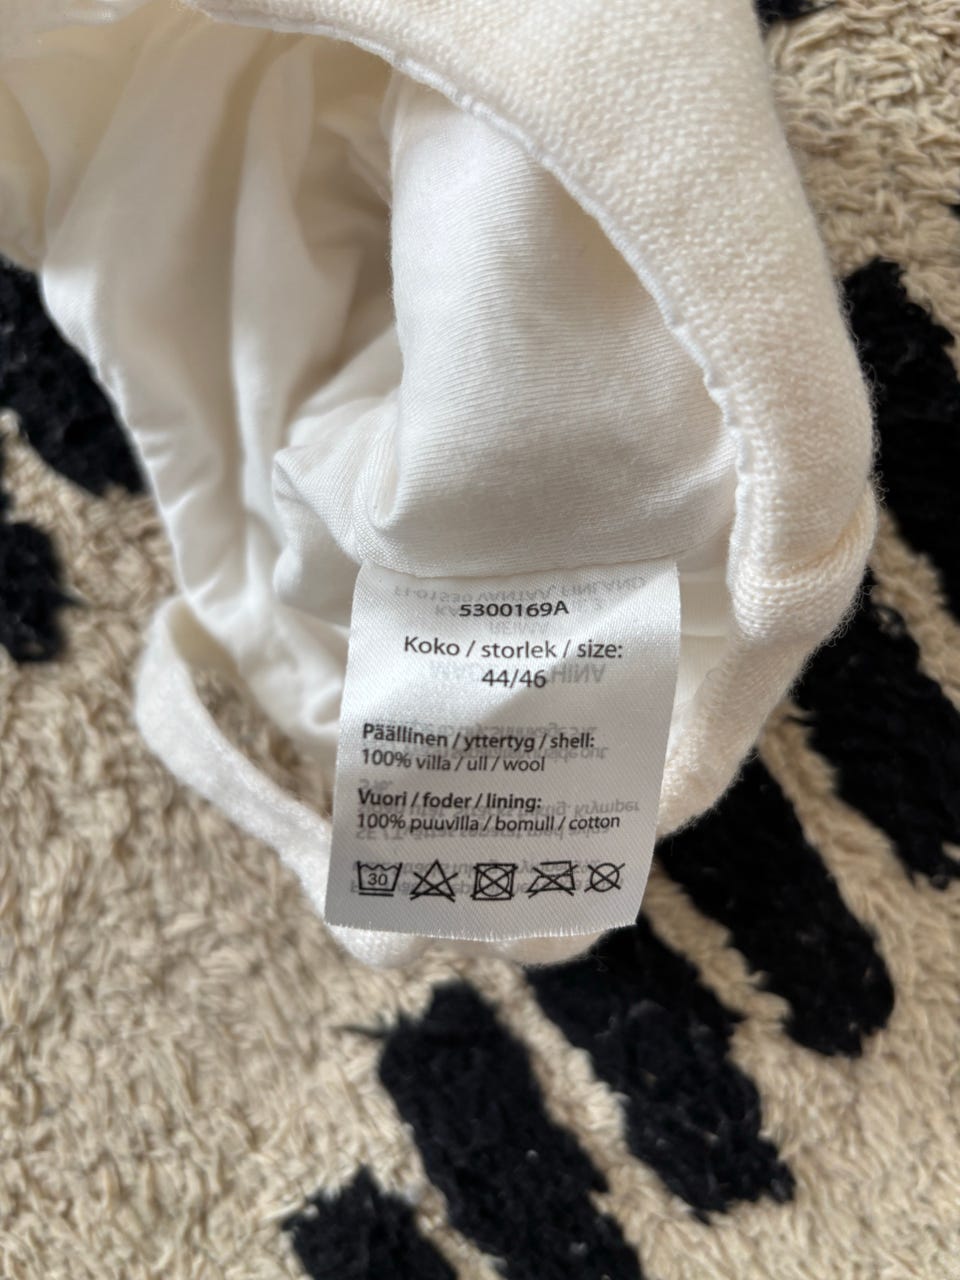 5300169A
Koko / storlek / size:
44/46
Päällinen / yttertyg / shell:
100% villa / ull / wool
Vuori / foder / lining:
100% puuvilla / bomull / cotton
30